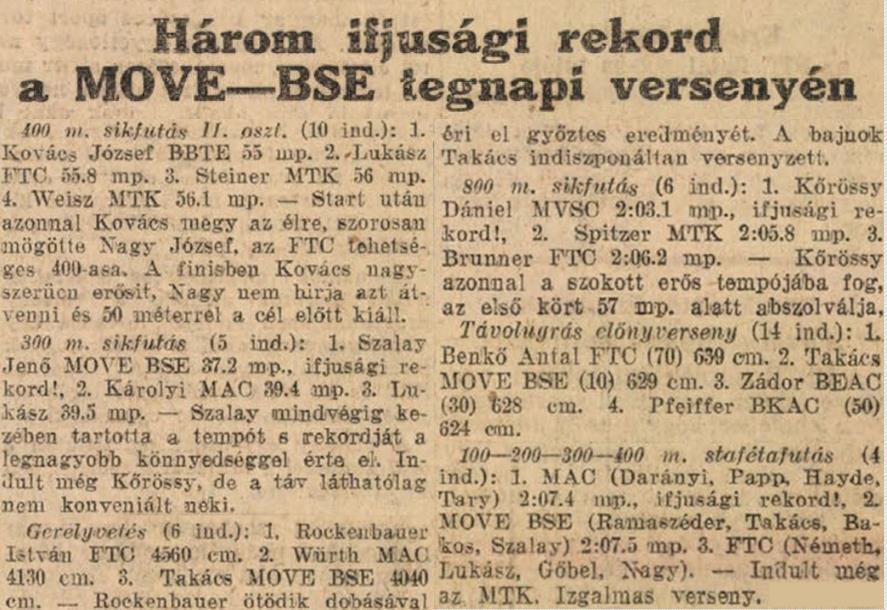 Három ifjusági rekord
a MOVE—BSE tegnapi versenyén
400 m. sikfutás II. oszt. (10 ind.): 1.
Kovács József BBTE 55 mp. 2. Lukász
FTC 55.8 mp. 3. Steiner MTK 56 mp.
4. Weisz MTK 56.1 mp. — Start után
azonnal Kovács megy az élre, szorosan
mögötte Nagy József, az FTC tehetsé-
ges 400-asa. A finisben Kovács nagy-
szerüen erősit, Nagy nem birja azt át-
venni és 50 méterrel a cél előtt kiáll.
300 m. sikfutás (5 ind.): 1. Szalay
Jenő MOVE BSE 37.2 mp., ifjusági re-
kord!, 2. Károlyi MAC 39.4 mp. 3. Lu-
kász 39.5 mp. — Szalay mindvégig ke-
zében tartotta a tempót s rekordját a
legnagyobb könnyedséggel érte el. In-
dult még Kőrössy, de a táv láthatólag
nem konveniált neki.
Gerelyvetés (6 ind.): 1. Rockenbauer
István FTC 4560 cm. 2. Würth MAC
4130 cm. 3. Takács MOVE BSE 4040
cm. — Rockenbauer ötödik dobásával
éri el győztes eredményét. A bajnok
Takács indiszponáltan versenyzett.
800 m. sikfutás (6 ind.): 1. Kőrössy
Dániel MVSC 2:03.1 mp., ifjusági re-
kord!, 2. Spitzer MTK 2:05.8 mp. 3.
Brunner FTC 2:06.2 mp. — Kőrössy
azonnal a szokott erős tempójába fog,
az első kört 57 mp. alatt abszolválja,
Távolugrás előnyverseny (14 ind.): 1.
Benkő Antal FTC (70) 639 cm. 2. Takács
MOVE BSE (10) 629 cm. 3. Zádor BEAC
(30) 628 cm. 4. Pfeiffer BKAC (50)
624 cm.
100—200—300—400 m. stafétafutás (4
ind.): 1. MAC (Darányi, Papp, Hayde,
Tary) 2:07.4 mp., ifjusági rekord!, 2.
MOVE BSE (Ramaszéder, Takács, Ba-
kos, Szalay) 2:07.5 mp. 3. FTC (Németh,
Lukász, Göbel, Nagy). — Indult még
az MTK. Izgalmas verseny.